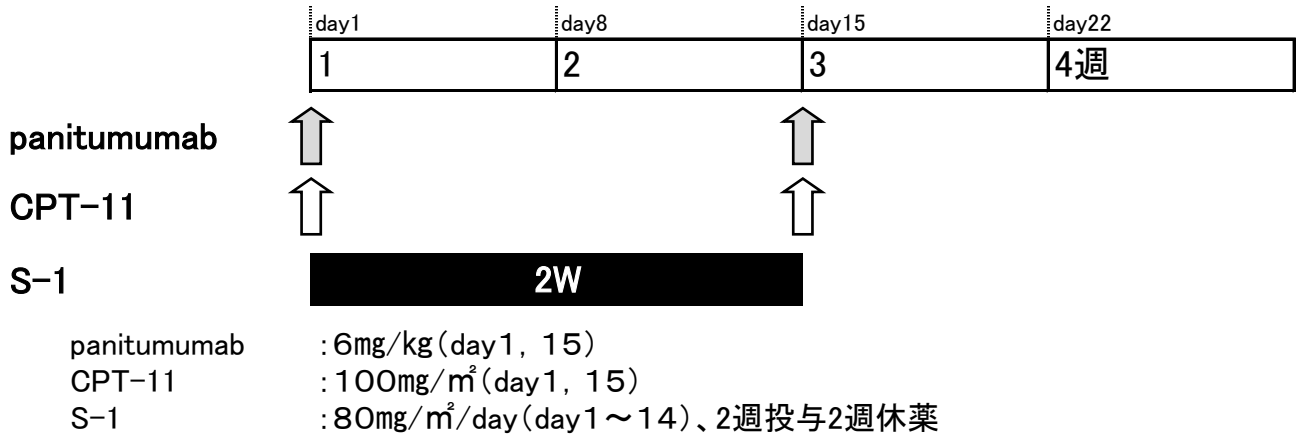 day1 day8 day15 day22
1 2 3 4週
panitumumab
CPT-11
S-1 2W
panitumumab :6mg/kg(day1, 15)
CPT-11 :100mg/㎡(day1, 15)
S-1 :80mg/㎡/day(day1~14)、2週投与2週休薬